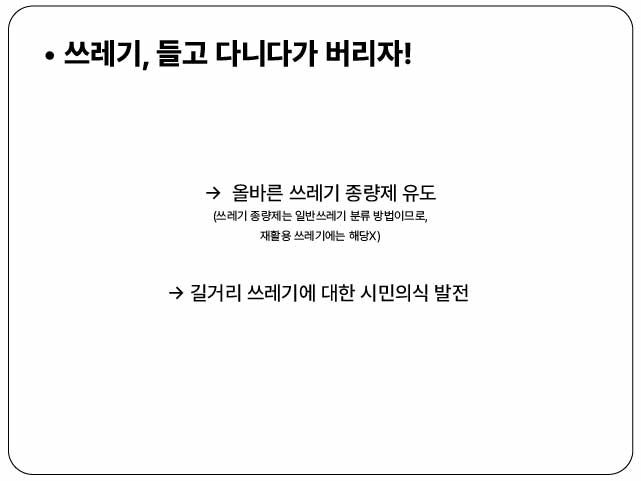 • 쓰레기, 들고 다니다가 버리자!
→ 올바른 쓰레기 종량제 유도
(쓰레기 종량제는 일반쓰레기 분류 방법이므로,
재활용 쓰레기에는 해당X)
→ 길거리 쓰레기에 대한 시민의식 발전